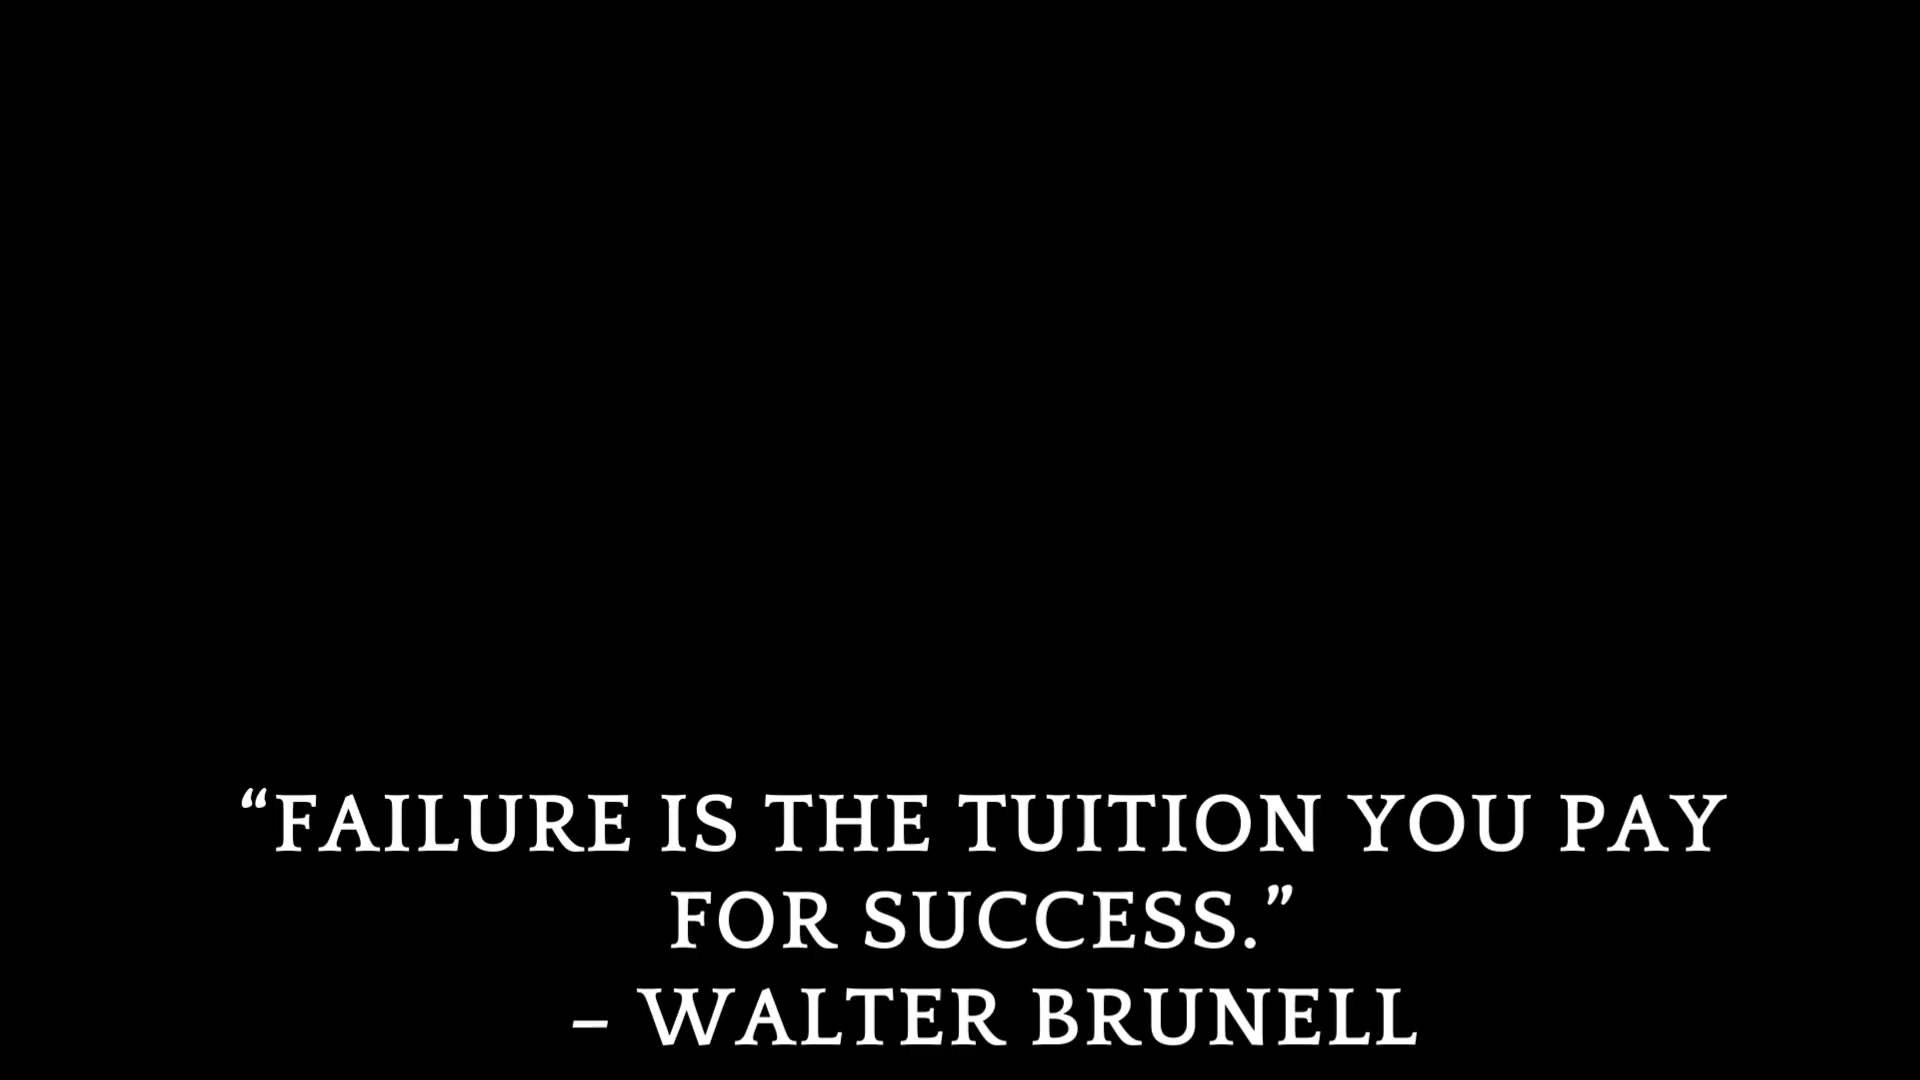 “FAILURE IS THE TUITION YOU PAY
FOR SUCCESS.”
– WALTER BRUNELL